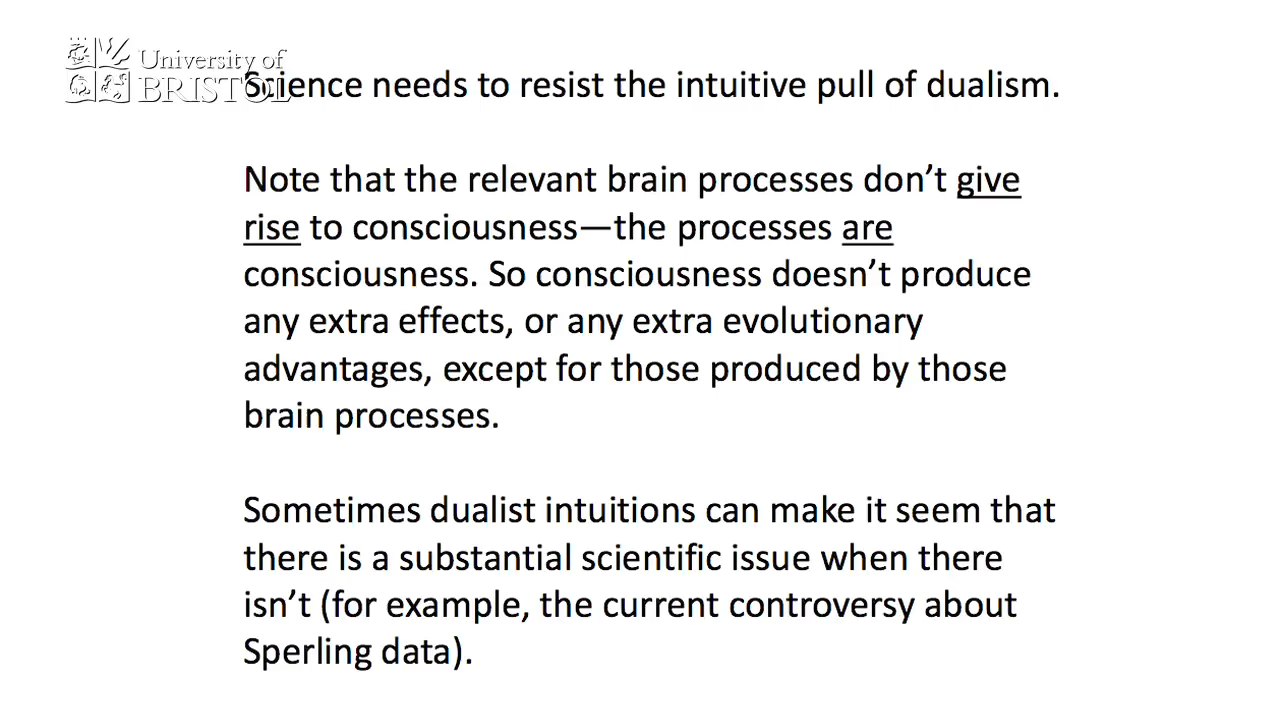 University of
BRISTOL
Science needs to resist the intuitive pull of dualism.
Note that the relevant brain processes don’t give
rise to consciousness—the processes are
consciousness. So consciousness doesn’t produce
any extra effects, or any extra evolutionary
advantages, except for those produced by those
brain processes.
Sometimes dualist intuitions can make it seem that
there is a substantial scientific issue when there
isn’t (for example, the current controversy about
Sperling data).